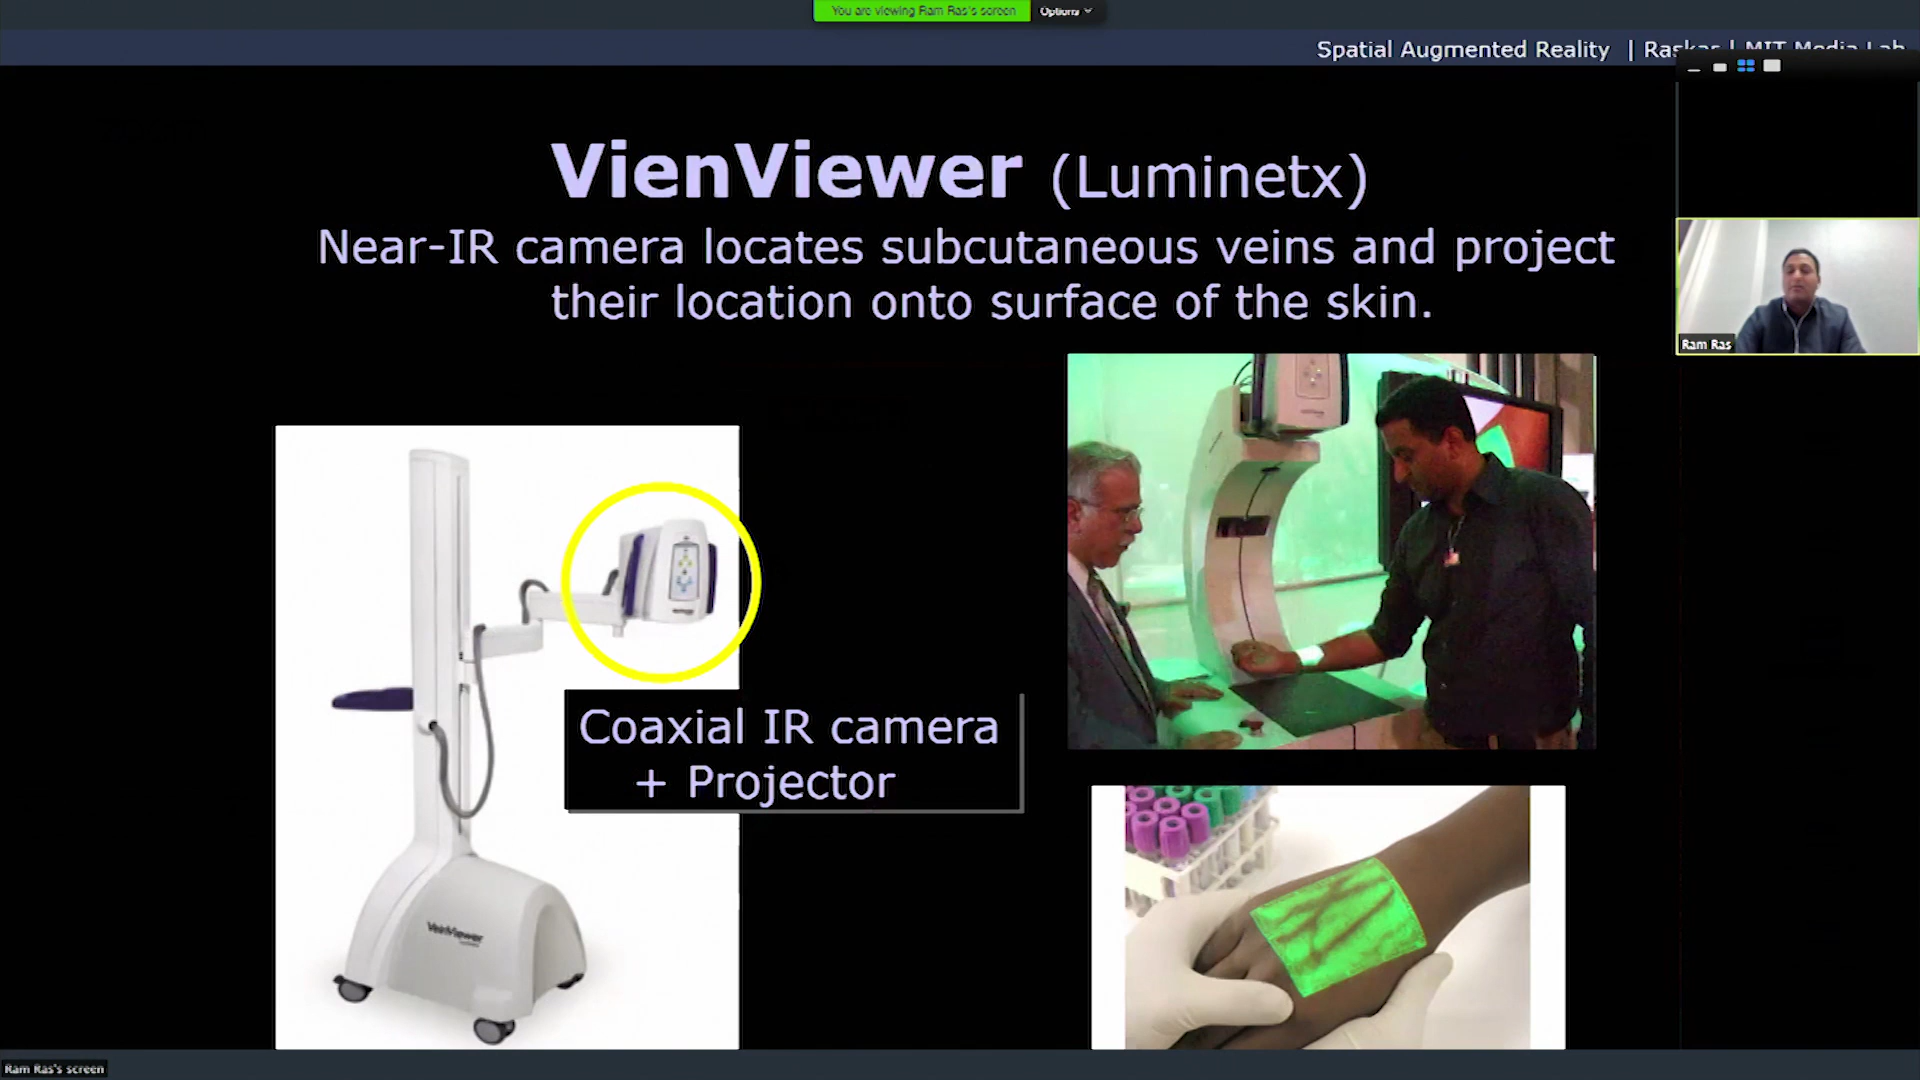 You are viewing Ram Ras's screen Options
Spatial Augmented Reality | Raskar | MIT Media Lab
VienViewer (Luminetx)
Near-IR camera locates subcutaneous veins and project
their location onto surface of the skin.
Ram Ras
Coaxial IR camera
+ Projector
VeinViewer
Ram Ras's screen